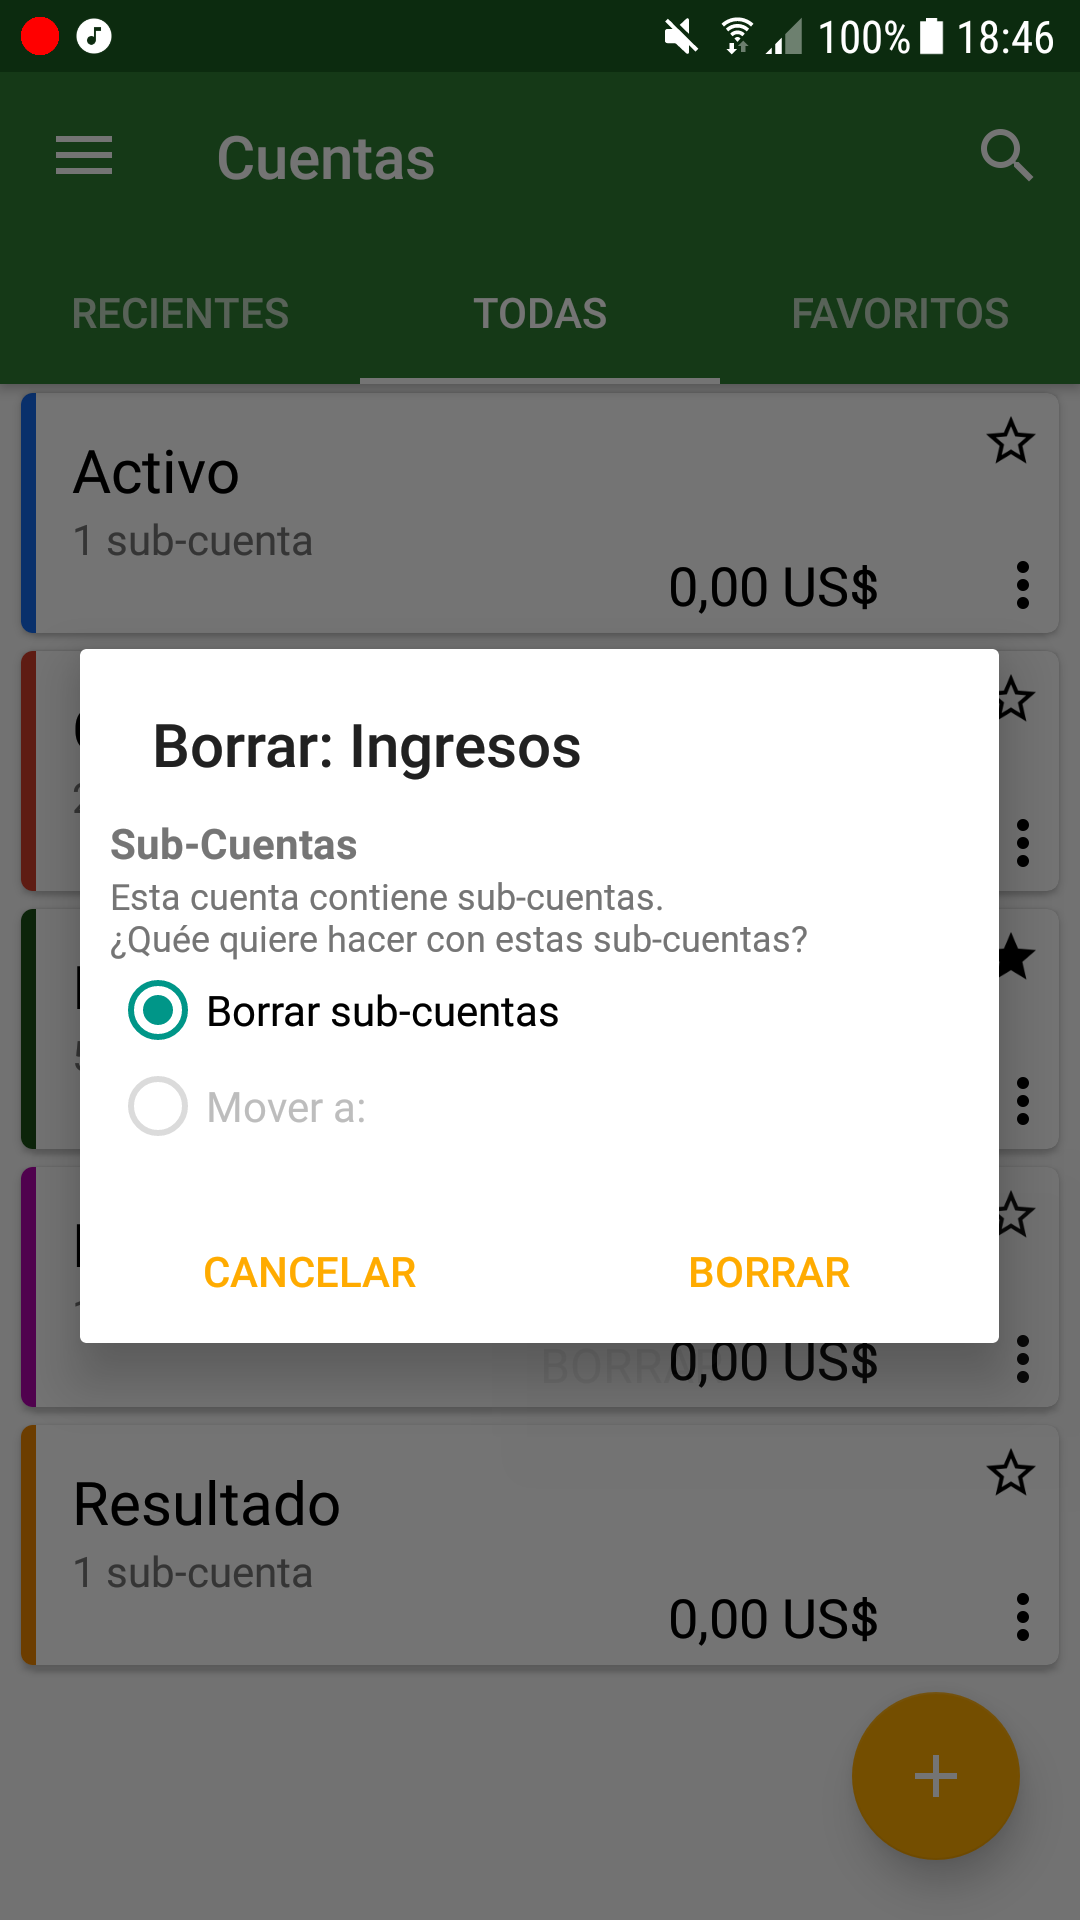 100% 18:46
Cuentas
RECIENTES TODAS FAVORITOS
Activo
1 sub-cuenta
0,00 US$
Borrar: Ingresos
Sub-Cuentas
Esta cuenta contiene sub-cuentas.
¿Quée quiere hacer con estas sub-cuentas?
Borrar sub-cuentas
Mover a:
CANCELAR BORRAR
0,00 US$
Resultado
1 sub-cuenta
0,00 US$